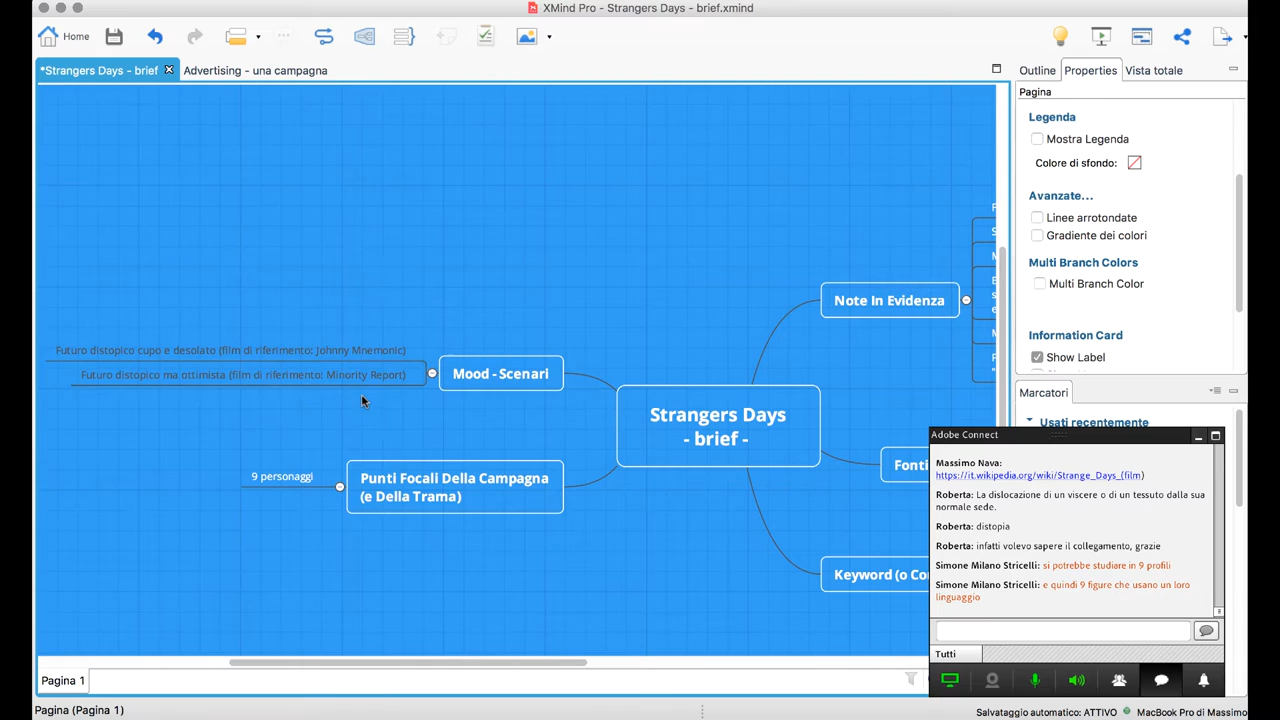 XMind Pro - Strangers Days - brief.xmind
Home
*Strangers Days - brief
Advertising - una campagna
Outline
Properties
Vista totale
Pagina
Legenda
Mostra Legenda
Colore di sfondo:
Avanzate...
Linee arrotondate
Gradiente dei colori
Multi Branch Colors
Multi Branch Color
Information Card
Show Label
Marcatori
Usati recentemente
Note In Evidenza
Futuro distopico cupo e desolato (film di riferimento: Johnny Mnemonic)
Futuro distopico ma ottimista (film di riferimento: Minority Report)
Mood - Scenari
Strangers Days
- brief -
9 personaggi
Punti Focali Della Campagna
(e Della Trama)
Fonti
Keyword (o Co
Adobe Connect
Massimo Nava:
https://it.wikipedia.org/wiki/Strange_Days_(film)
Roberta: La dislocazione di un viscere o di un tessuto dalla sua
normale sede.
Roberta: distopia
Roberta: infatti volevo sapere il collegamento, grazie
Simone Milano Stricelli: si potrebbe studiare in 9 profili
Simone Milano Stricelli: e quindi 9 figure che usano un loro
linguaggio
Tutti
Pagina 1
Pagina (Pagina 1)
Salvataggio automatico: ATTIVO
MacBook Pro di Massimo